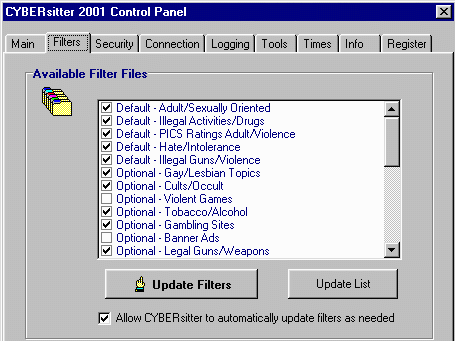 CYBERsitter 2001 Control Panel
Main Filters Security Connection Logging Tools Times Info Register
Available Filter Files
Default - Adult/Sexually Oriented
Default - Illegal Activities/Drugs
Default - PICS Ratings Adult/Violence
Default - Hate/Intolerance
Default - Illegal Guns/Violence
Optional - Gay/Lesbian Topics
Optional - Cults/Occult
Optional - Violent Games
Optional - Tobacco/Alcohol
Optional - Gambling Sites
Optional - Banner Ads
Optional - Legal Guns/Weapons
Update Filters Update List
Allow CYBERsitter to automatically update filters as needed